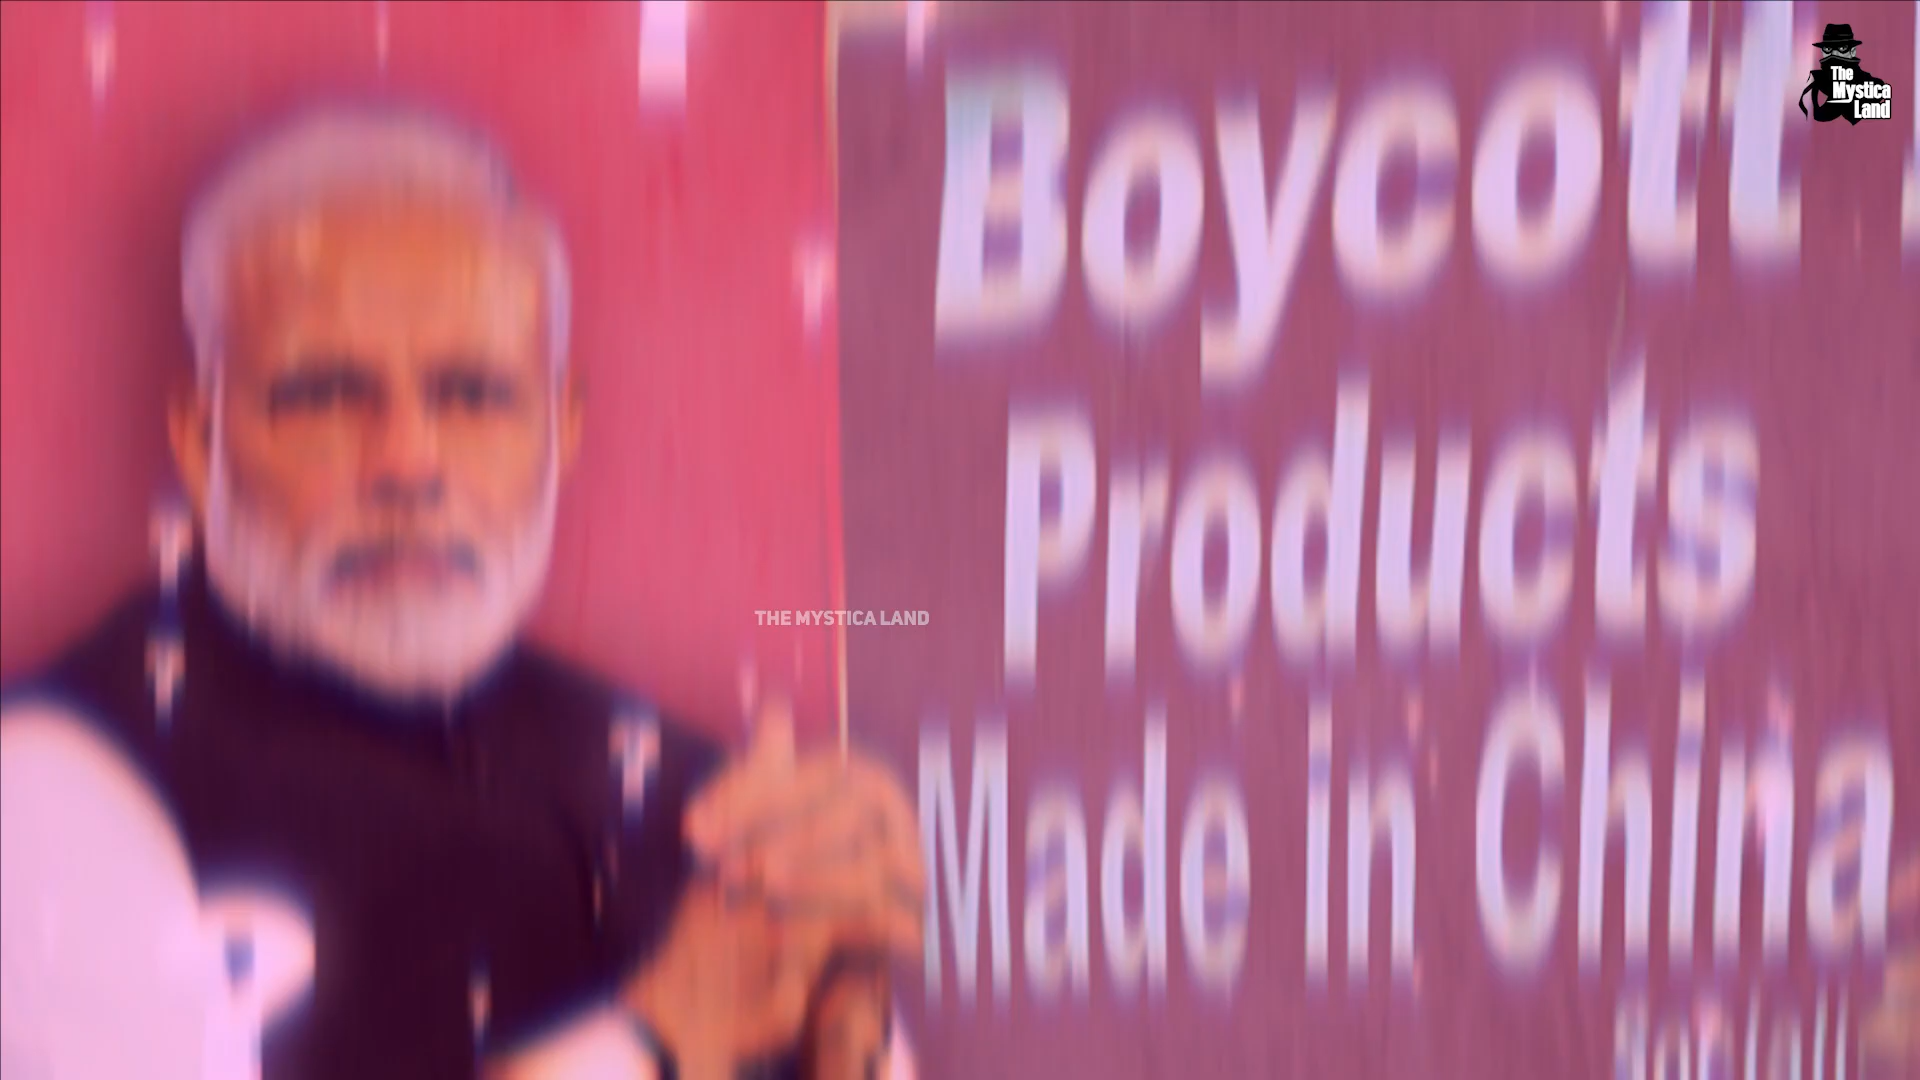 Boycott
Products
Made in China
THE MYSTICA LAND
The
Mystica
Land